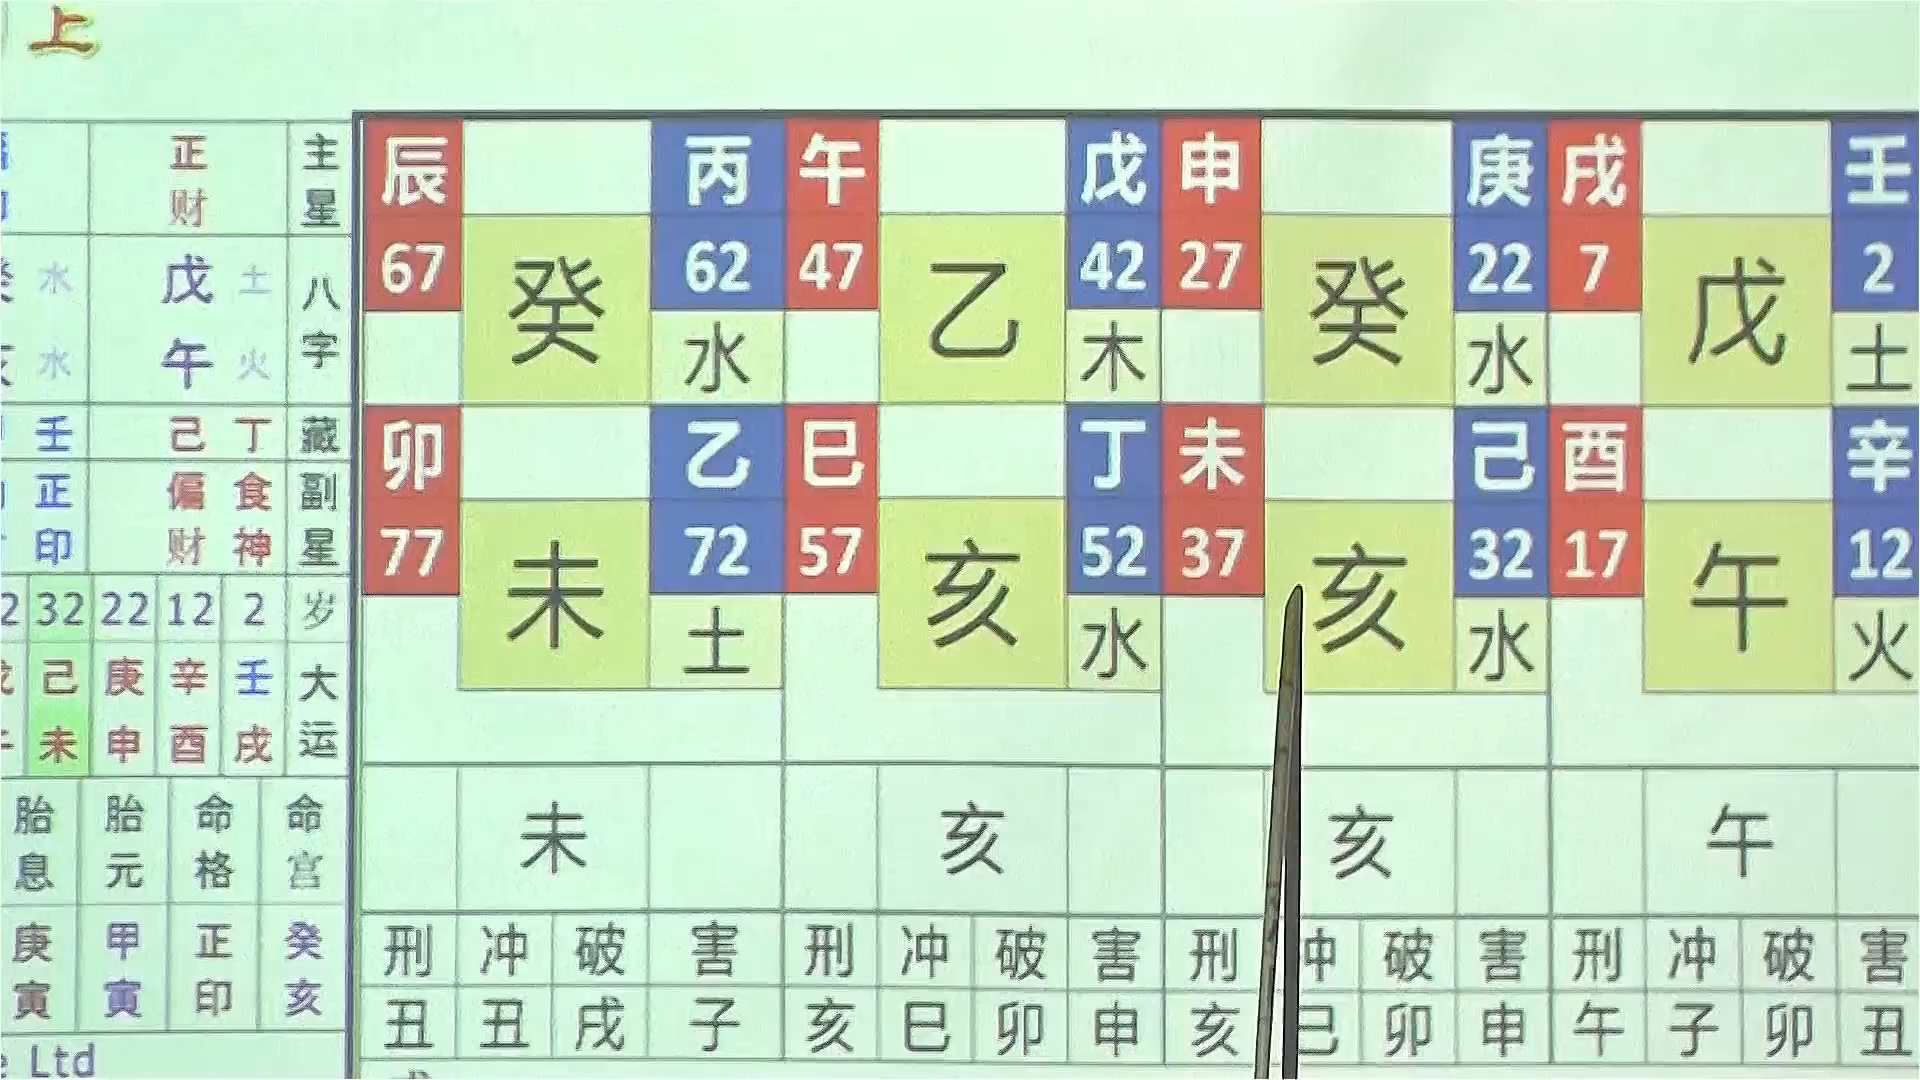 上
正 主
财 星
水 戊 土 八
水 午 火 字
壬 己 丁 藏
正 偏 食 副
印 财 神 星
2 32 22 12 2 岁
己 庚 辛 壬 大
未 申 酉 戌 运
胎 胎 命 命
息 元 格 宫
庚 甲 正 癸
寅 寅 印 亥
Ltd
辰 丙 午 戊 申 庚 戌 壬
67 癸 62 47 乙 42 27 癸 22 7 戊 2
水 木 水 土
卯 乙 巳 丁 未 己 酉 辛
77 未 72 57 亥 52 37 亥 32 17 午 12
土 水 水 火
未 亥 亥 午
刑 冲 破 害 刑 冲 破 害 刑 冲 破 害 刑 冲 破 害
丑 丑 戌 子 亥 巳 卯 申 亥 巳 卯 申 午 子 卯 丑